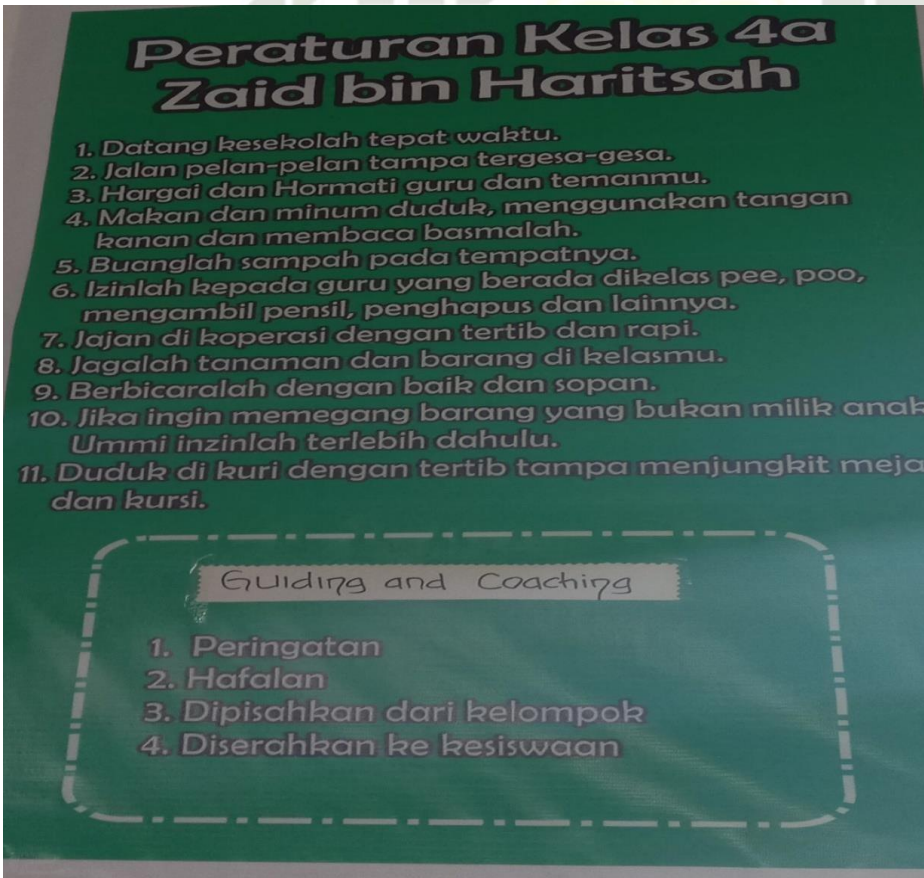 Peraturan Kelas 4a
Zaid bin Haritsah
1. Datang kesekolah tepat waktu.
2. Jalan pelan-pelan tampa tergesa-gesa.
3. Hargai dan Hormati guru dan temanmu.
4. Makan dan minum duduk, menggunakan tangan
kanan dan membaca basmalah.
5. Buanglah sampah pada tempatnya.
6. Izinlah kepada guru yang berada dikelas pee, poo,
mengambil pensil, penghapus dan lainnya.
7. Jajan di koperasi dengan tertib dan rapi.
8. Jagalah tanaman dan barang di kelasmu.
9. Berbicaralah dengan baik dan sopan.
10. Jika ingin memegang barang yang bukan milik anak
Ummi inzinlah terlebih dahulu.
11. Duduk di kuri dengan tertib tampa menjungkit meja
dan kursi.
Guiding and Coaching
1. Peringatan
2. Hafalan
3. Dipisahkan dari kelompok
4. Diserahkan ke kesiswaan